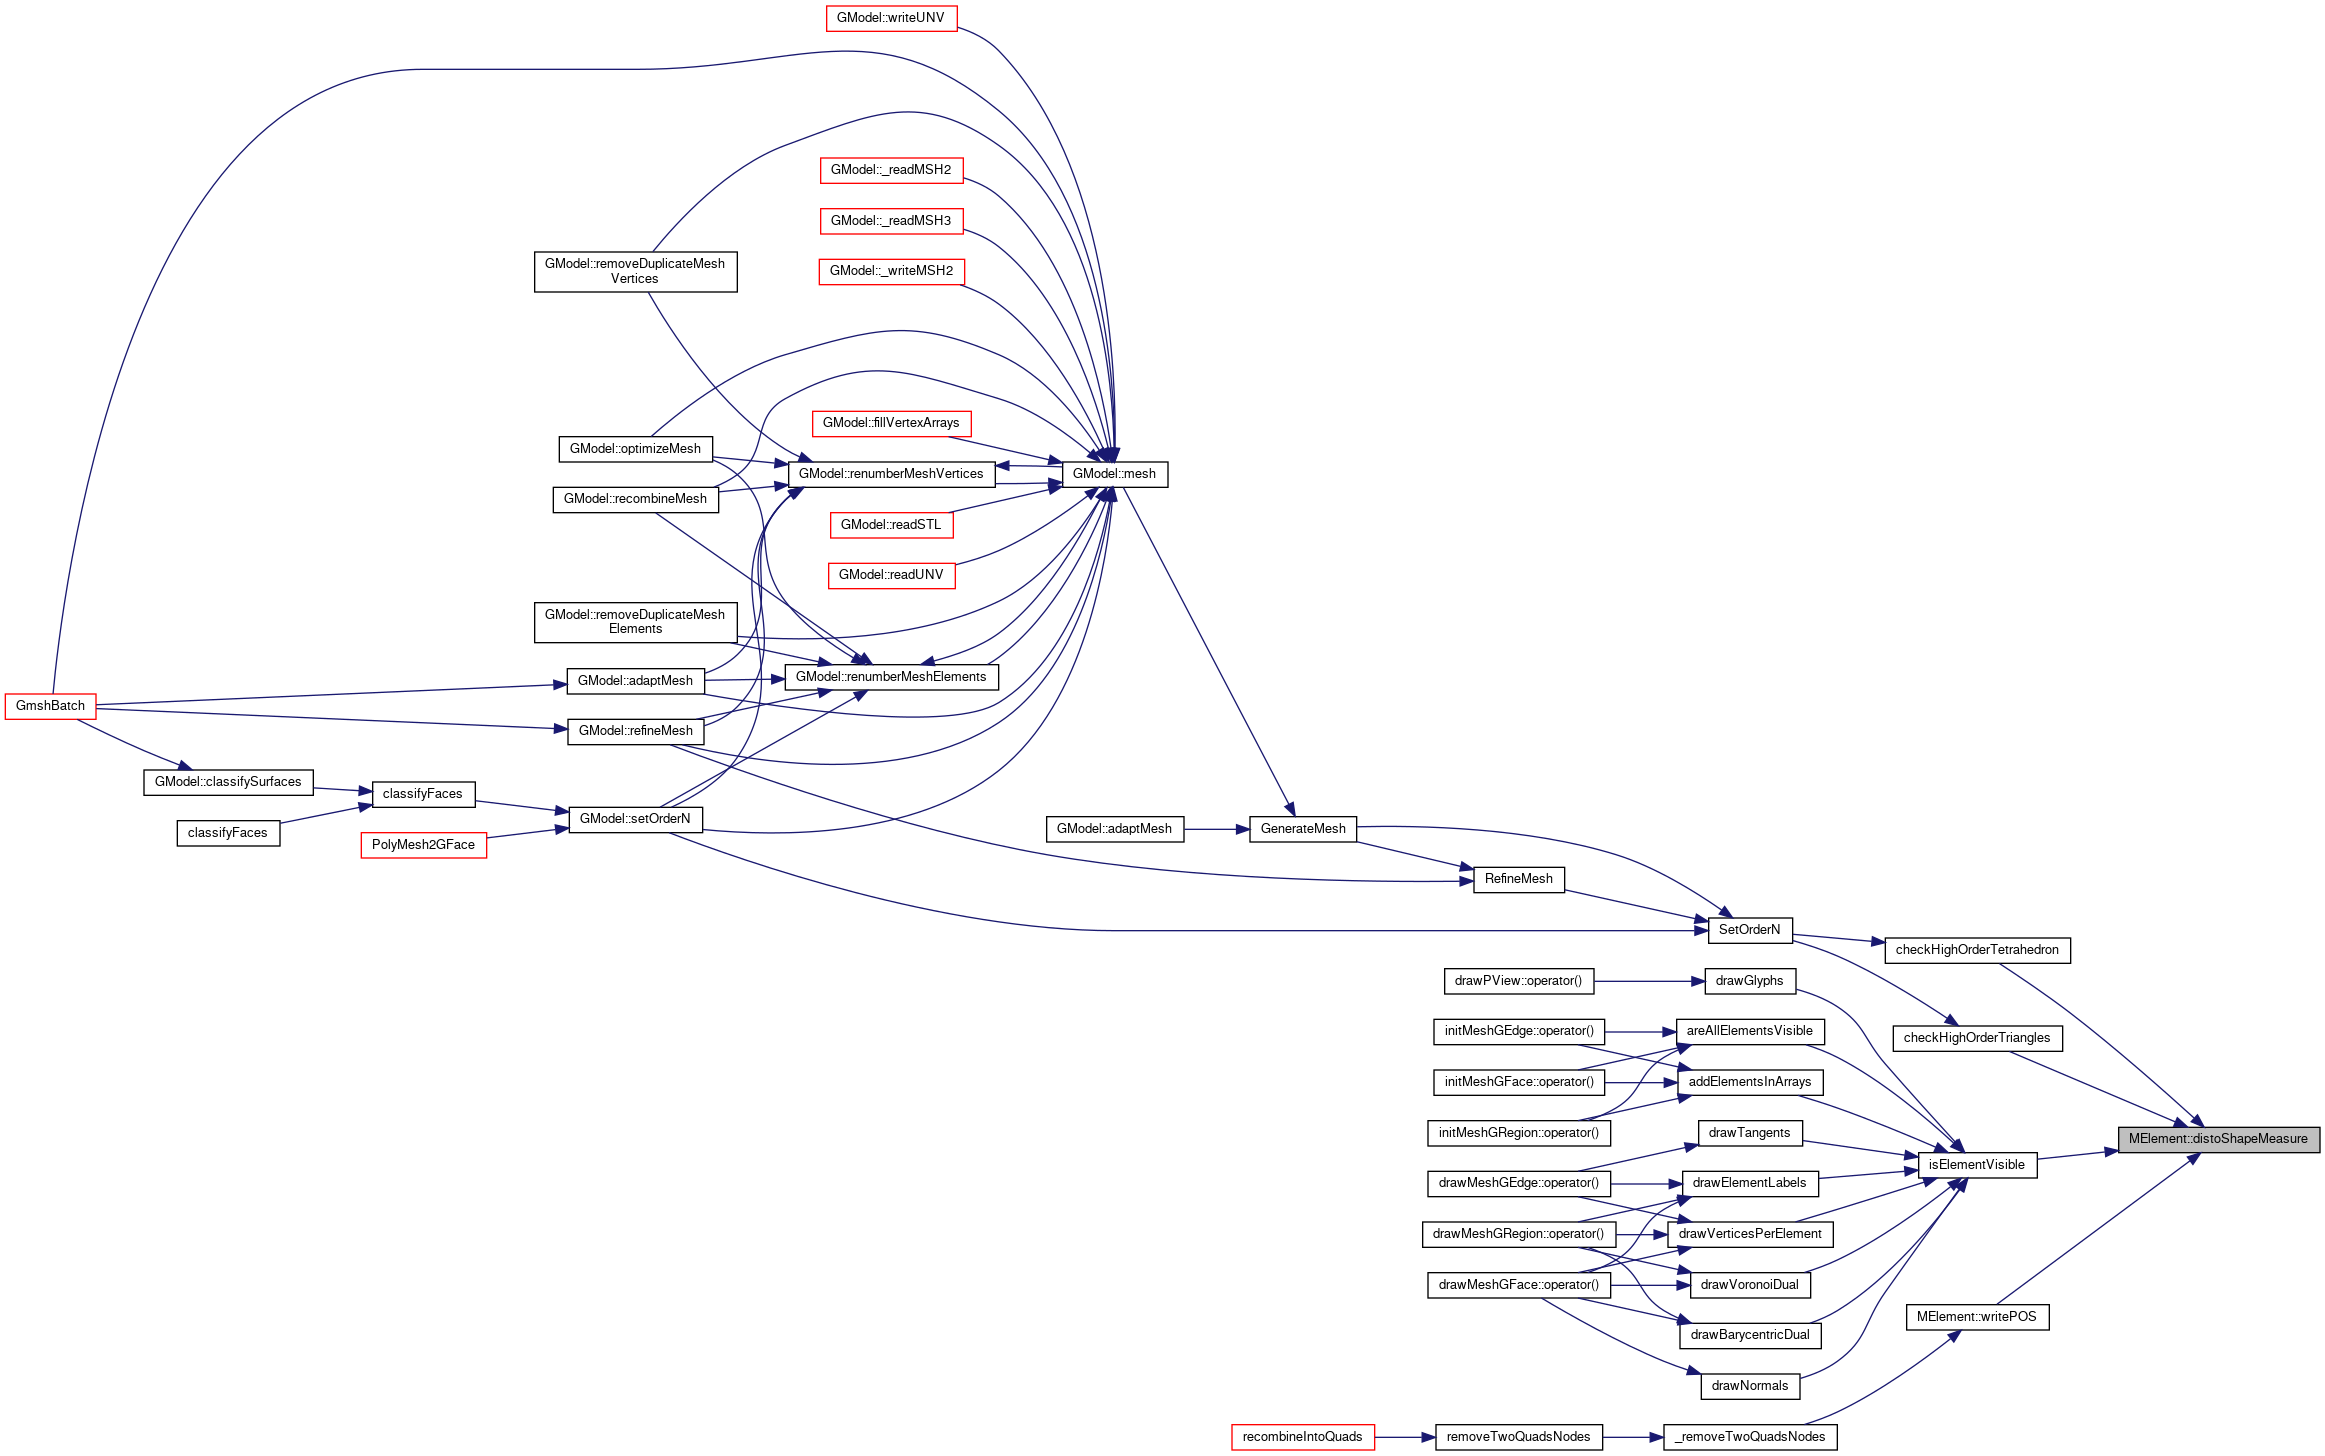 GModel::writeUNV
GModel::_readMSH2
GModel::_readMSH3
GModel::removeDuplicateMesh
Vertices
GModel::_writeMSH2
GModel::fillVertexArrays
GModel::optimizeMesh
GModel::renumberMeshVertices
GModel::mesh
GModel::recombineMesh
GModel::readSTL
GModel::readUNV
GModel::removeDuplicateMesh
Elements
GModel::adaptMesh
GModel::renumberMeshElements
GmshBatch
GModel::refineMesh
GModel::classifySurfaces
classifyFaces
GModel::setOrderN
classifyFaces
PolyMesh2GFace
GModel::adaptMesh
GenerateMesh
RefineMesh
SetOrderN
checkHighOrderTetrahedron
drawPView::operator()
drawGlyphs
initMeshGEdge::operator()
areAllElementsVisible
checkHighOrderTriangles
initMeshGFace::operator()
addElementsInArrays
initMeshGRegion::operator()
drawTangents
MElement::distoShapeMeasure
isElementVisible
drawMeshGEdge::operator()
drawElementLabels
drawMeshGRegion::operator()
drawVerticesPerElement
drawMeshGFace::operator()
drawVoronoiDual
MElement::writePOS
drawBarycentricDual
drawNormals
recombineIntoQuads
removeTwoQuadsNodes
_removeTwoQuadsNodes